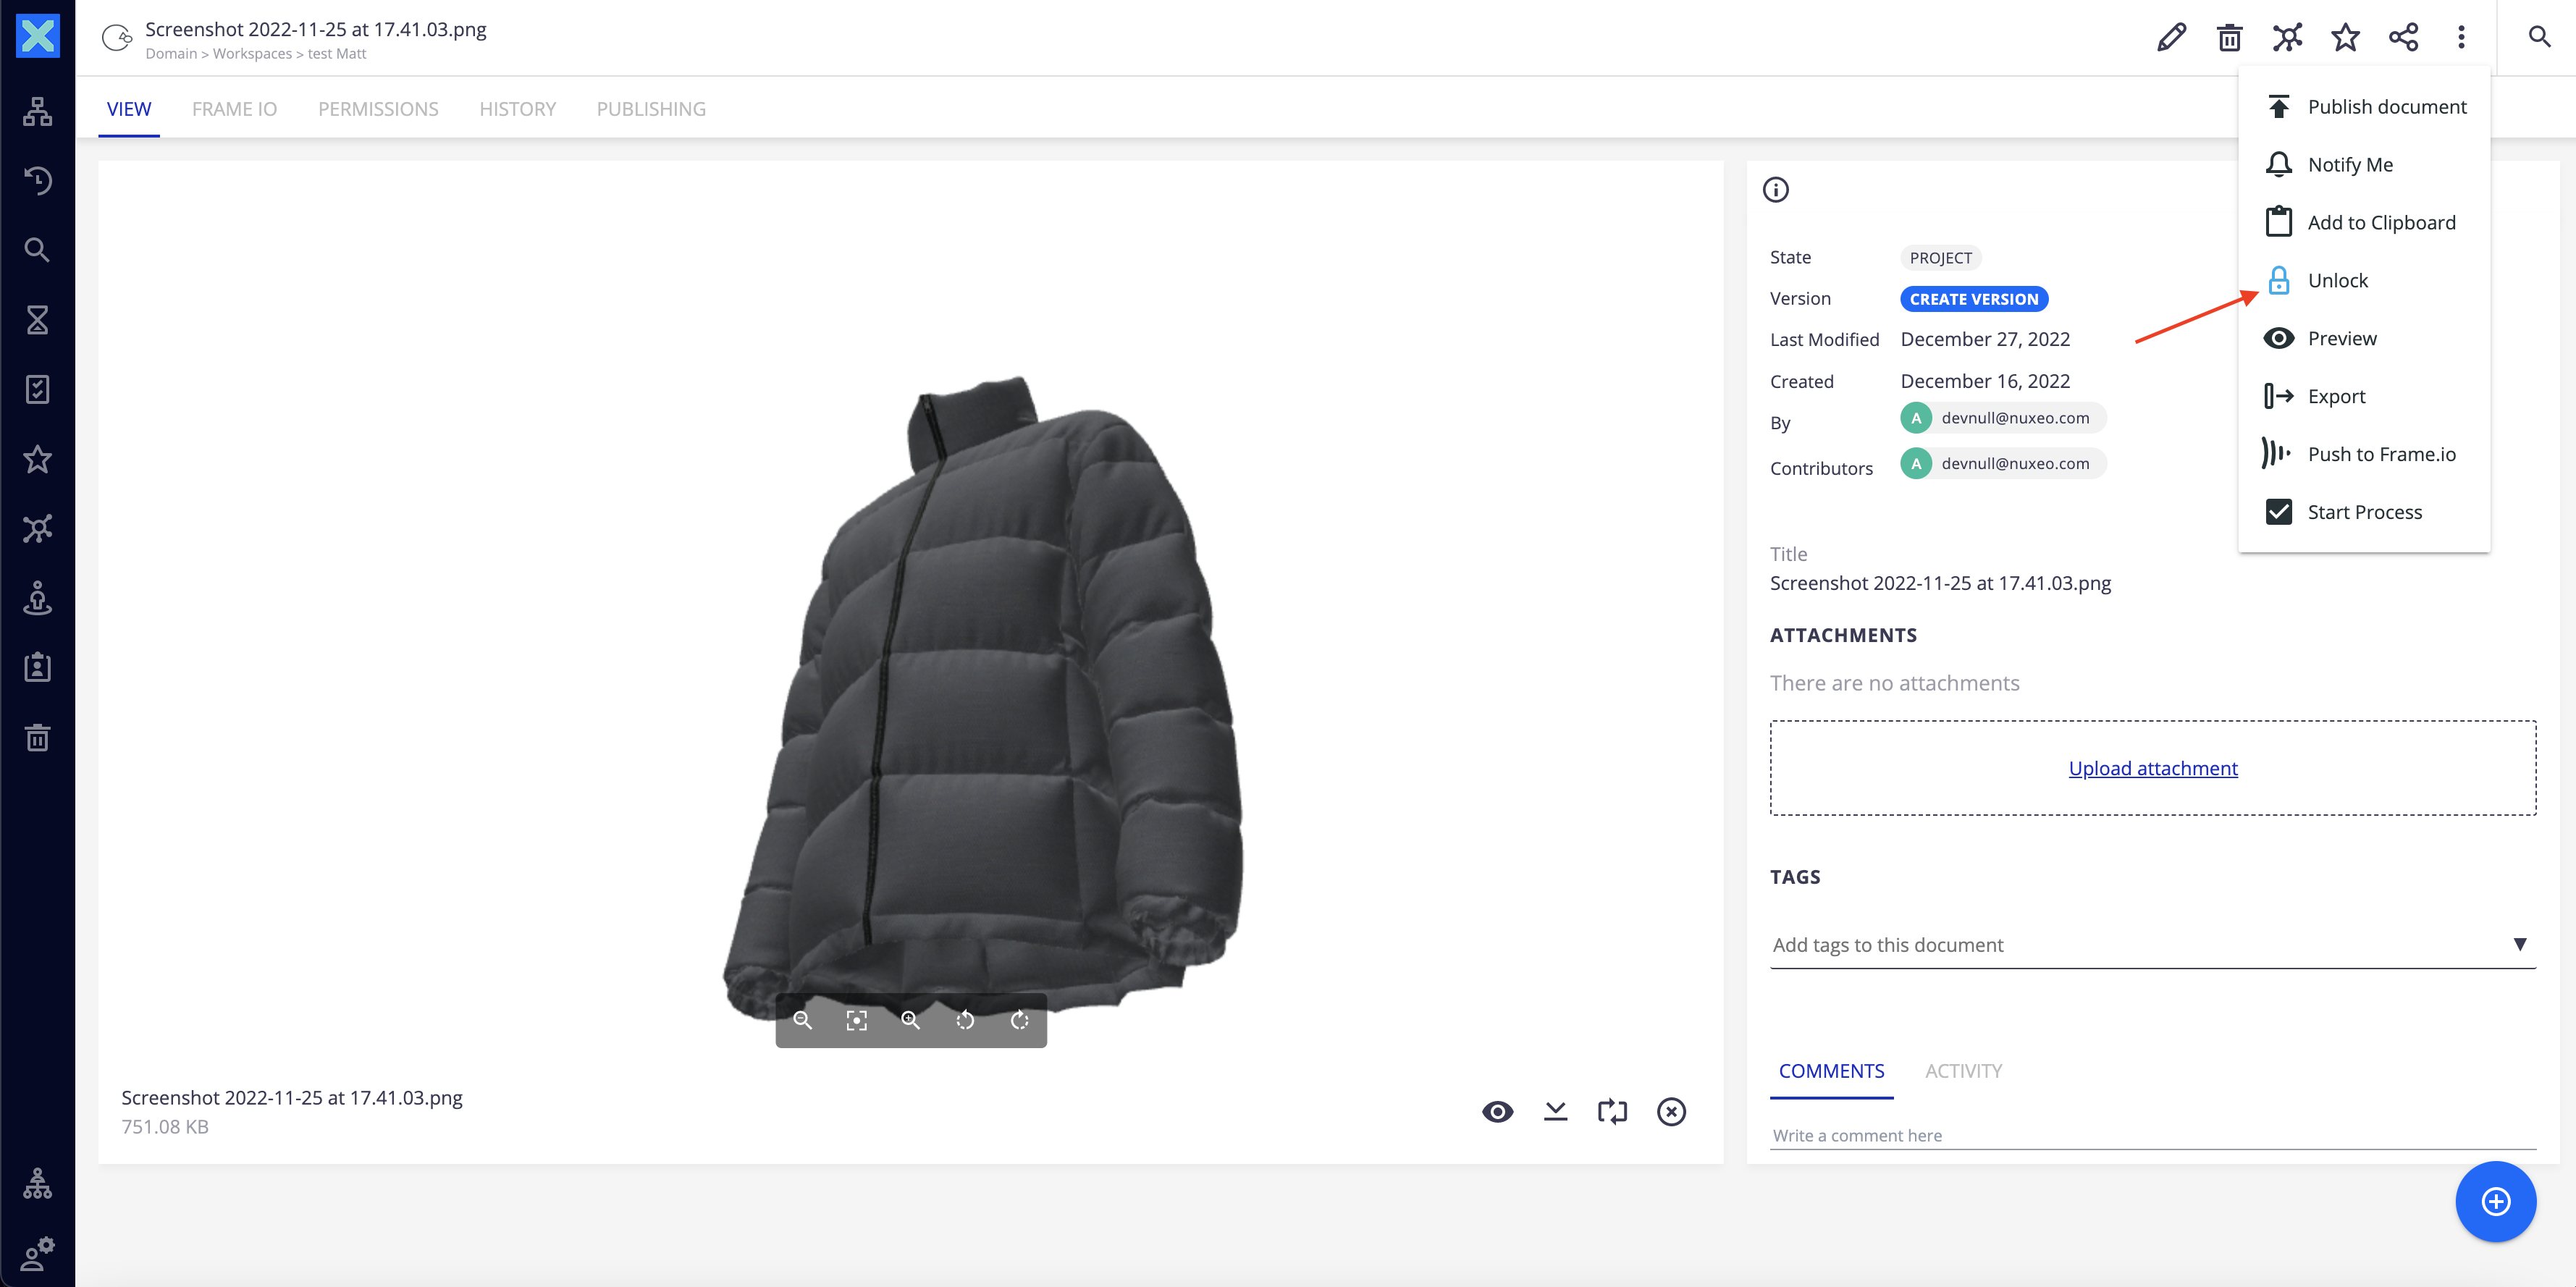 Screenshot 2022-11-25 at 17.41.03.png
Domain > Workspaces > test Matt
VIEW
FRAME IO
PERMISSIONS
HISTORY
PUBLISHING
Publish document
Notify Me
Add to Clipboard
Unlock
Preview
Export
Push to Frame.io
Start Process
State PROJECT
Version CREATE VERSION
Last Modified December 27, 2022
Created December 16, 2022
By A devnull@nuxeo.com
Contributors A devnull@nuxeo.com
Title
Screenshot 2022-11-25 at 17.41.03.png
ATTACHMENTS
There are no attachments
Upload attachment
TAGS
Add tags to this document
COMMENTS
ACTIVITY
Write a comment here
Screenshot 2022-11-25 at 17.41.03.png
751.08 KB